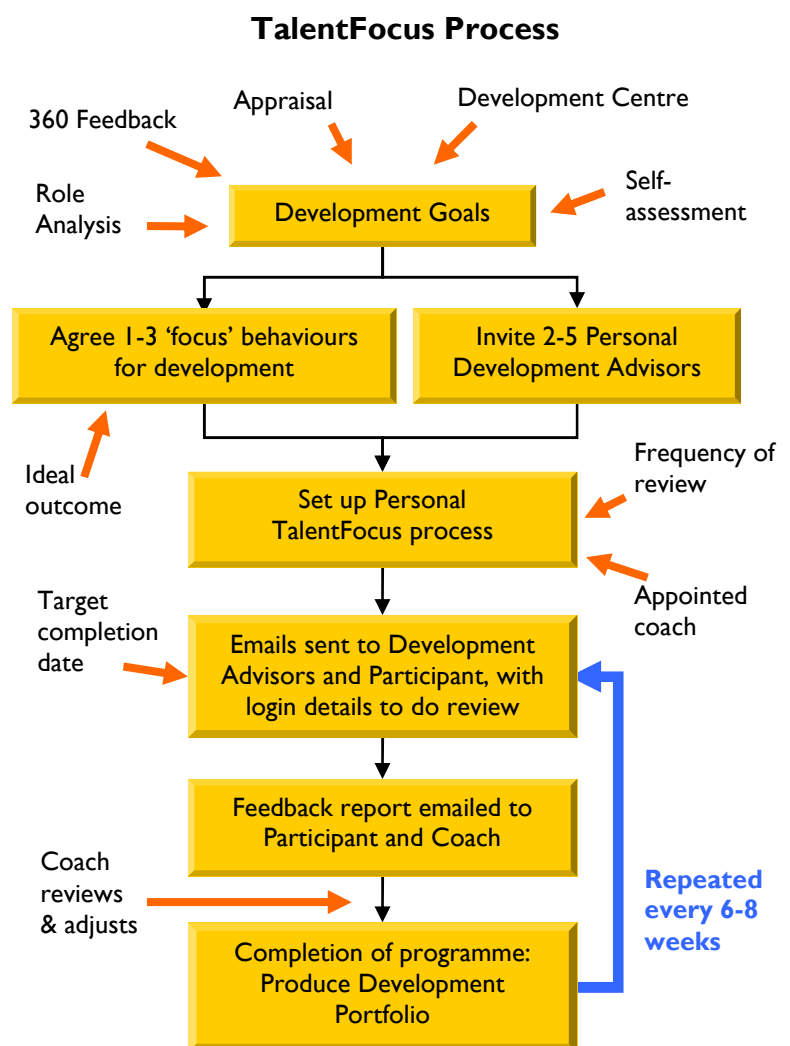 TalentFocus Process
Appraisal
Development Centre
360 Feedback
Role
Analysis
Self-
assessment
Development Goals
Agree 1-3 ‘focus’ behaviours
for development
Invite 2-5 Personal
Development Advisors
Ideal
outcome
Set up Personal
TalentFocus process
Frequency of
review
Appointed
coach
Target
completion
date
Emails sent to Development
Advisors and Participant, with
login details to do review
Feedback report emailed to
Participant and Coach
Coach
reviews
& adjusts
Repeated
every 6-8
weeks
Completion of programme:
Produce Development
Portfolio